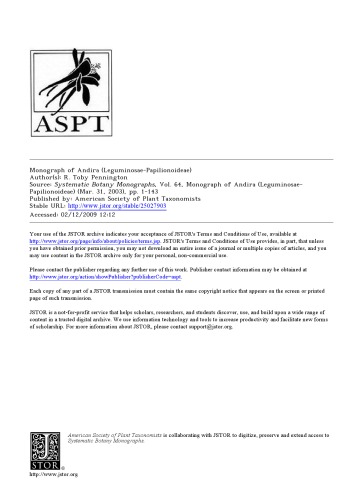 ASPT
Monograph of Andira (Leguminosae-Papilionoideae)
Author(s): R. Toby Pennington
Source: Systematic Botany Monographs, Vol. 64, Monograph of Andira (Leguminosae-
Papilionoideae) (Mar. 31, 2003), pp. 1-143
Published by: American Society of Plant Taxonomists
Stable URL: http://www.jstor.org/stable/25027903
Accessed: 02/12/2009 12:12
Your use of the JSTOR archive indicates your acceptance of JSTOR's Terms and Conditions of Use, available at
http://www.jstor.org/page/info/about/policies/terms.jsp. JSTOR's Terms and Conditions of Use provides, in part, that unless
you have obtained prior permission, you may not download an entire issue of a journal or multiple copies of articles, and you
may use content in the JSTOR archive only for your personal, non-commercial use.
Please contact the publisher regarding any further use of this work. Publisher contact information may be obtained at
http://www.jstor.org/action/showPublisher?publisherCode=aspt.
Each copy of any part of a JSTOR transmission must contain the same copyright notice that appears on the screen or printed
page of such transmission.
JSTOR is a not-for-profit service that helps scholars, researchers, and students discover, use, and build upon a wide range of
content in a trusted digital archive. We use information technology and tools to increase productivity and facilitate new forms
of scholarship. For more information about JSTOR, please contact support@jstor.org.
American Society of Plant Taxonomists is collaborating with JSTOR to digitize, preserve and extend access to
Systematic Botany Monographs.
JSTOR
®
http://www.jstor.org